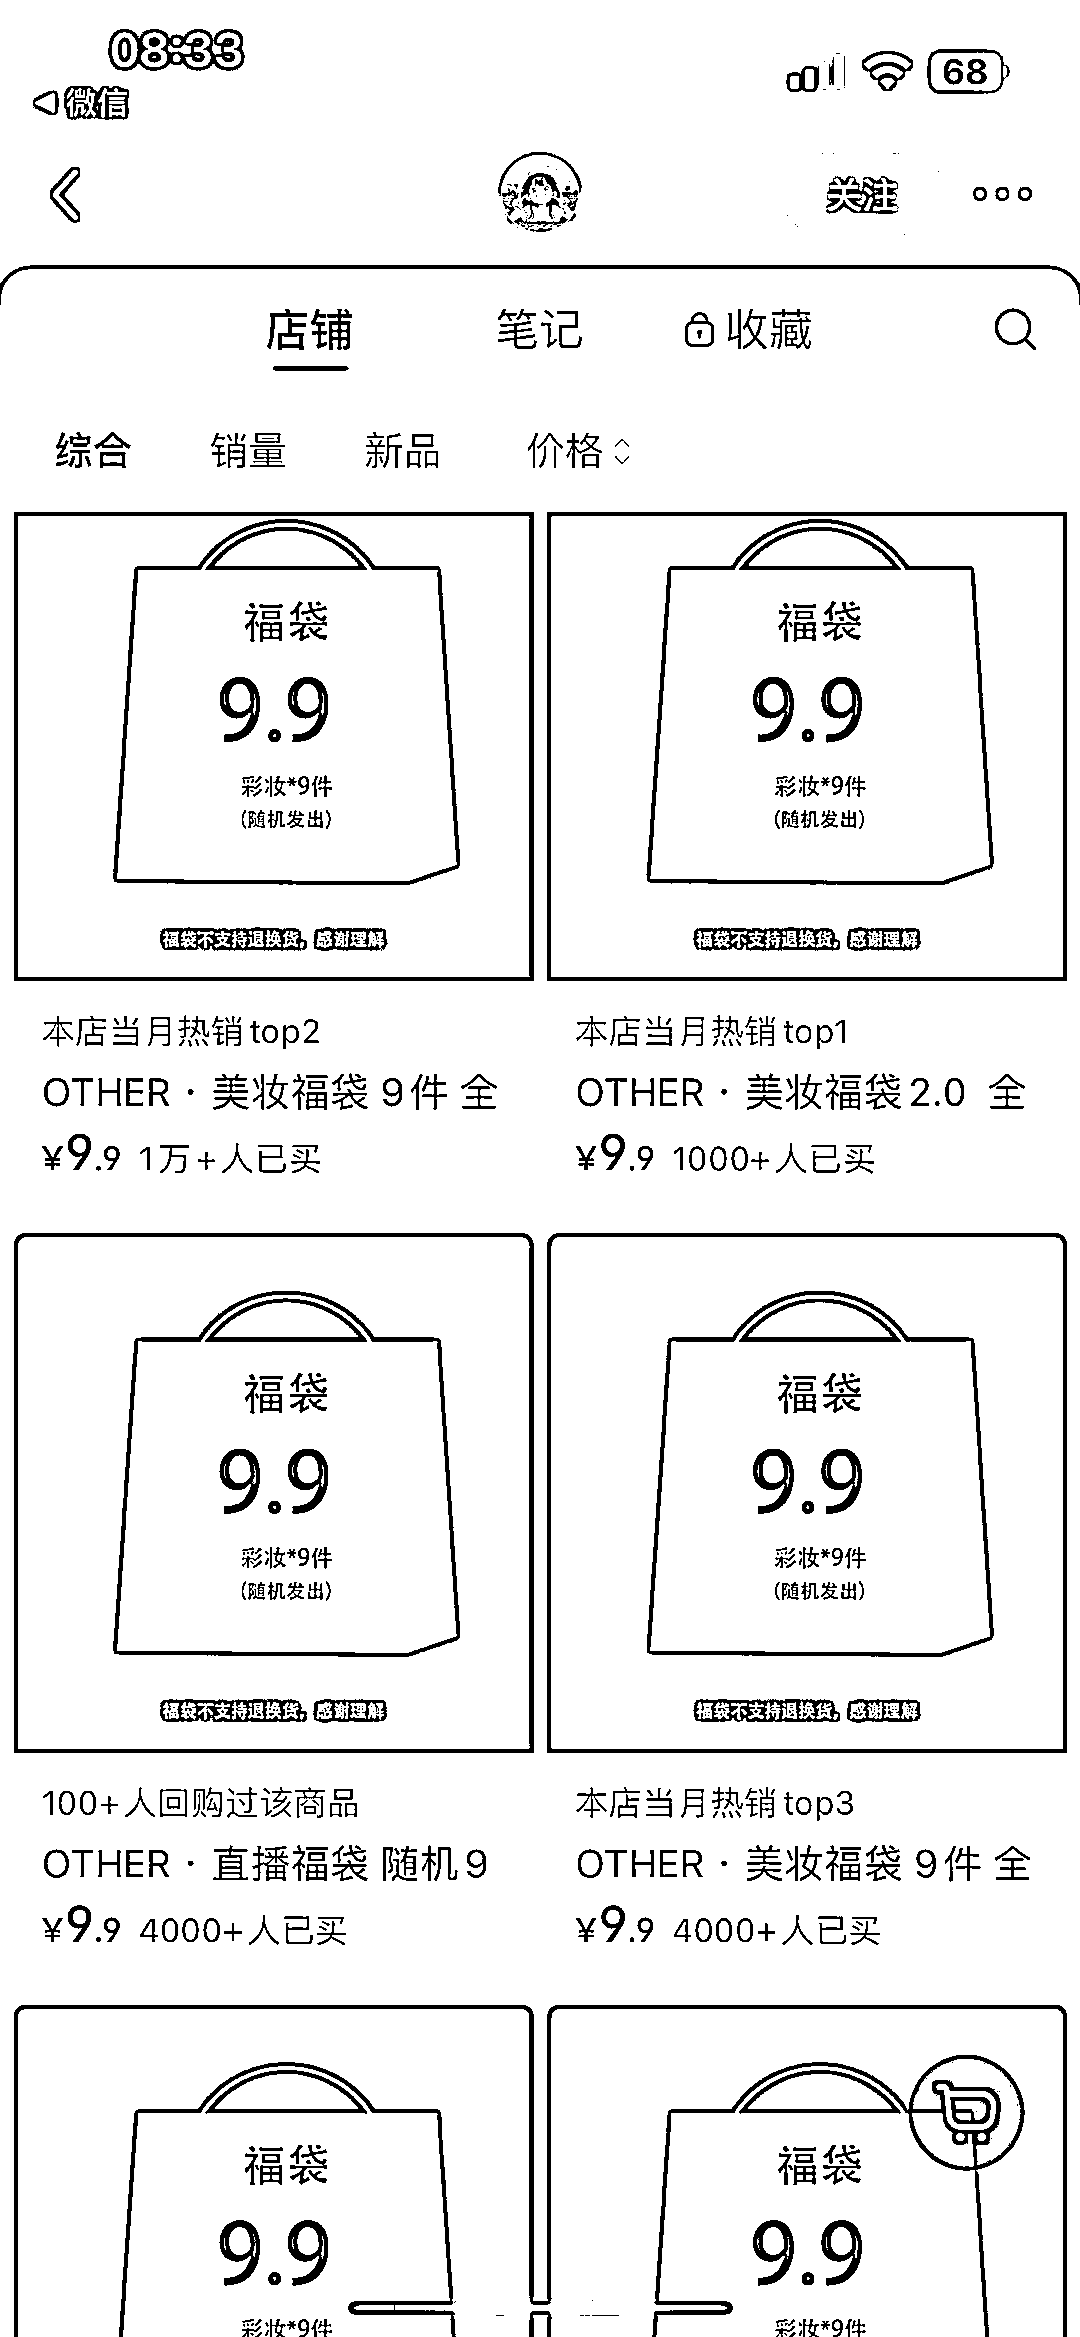 08:33
68
微信
关注
店铺 笔记 收藏
综合 销量 新品 价格
福袋
9.9
彩妆*9件
(随机发出)
福袋不支持退换货，感谢理解
本店当月热销top2
OTHER · 美妆福袋 9件 全
¥9.9 1万+人已买
福袋
9.9
彩妆*9件
(随机发出)
福袋不支持退换货，感谢理解
本店当月热销top1
OTHER · 美妆福袋2.0 全
¥9.9 1000+人已买
福袋
9.9
彩妆*9件
(随机发出)
福袋不支持退换货，感谢理解
100+人回购过该商品
OTHER · 直播福袋 随机9
¥9.9 4000+人已买
福袋
9.9
彩妆*9件
(随机发出)
福袋不支持退换货，感谢理解
本店当月热销top3
OTHER · 美妆福袋 9件 全
¥9.9 4000+人已买
福袋
9.9
彩妆*9件
福袋
9.9
彩妆*9件